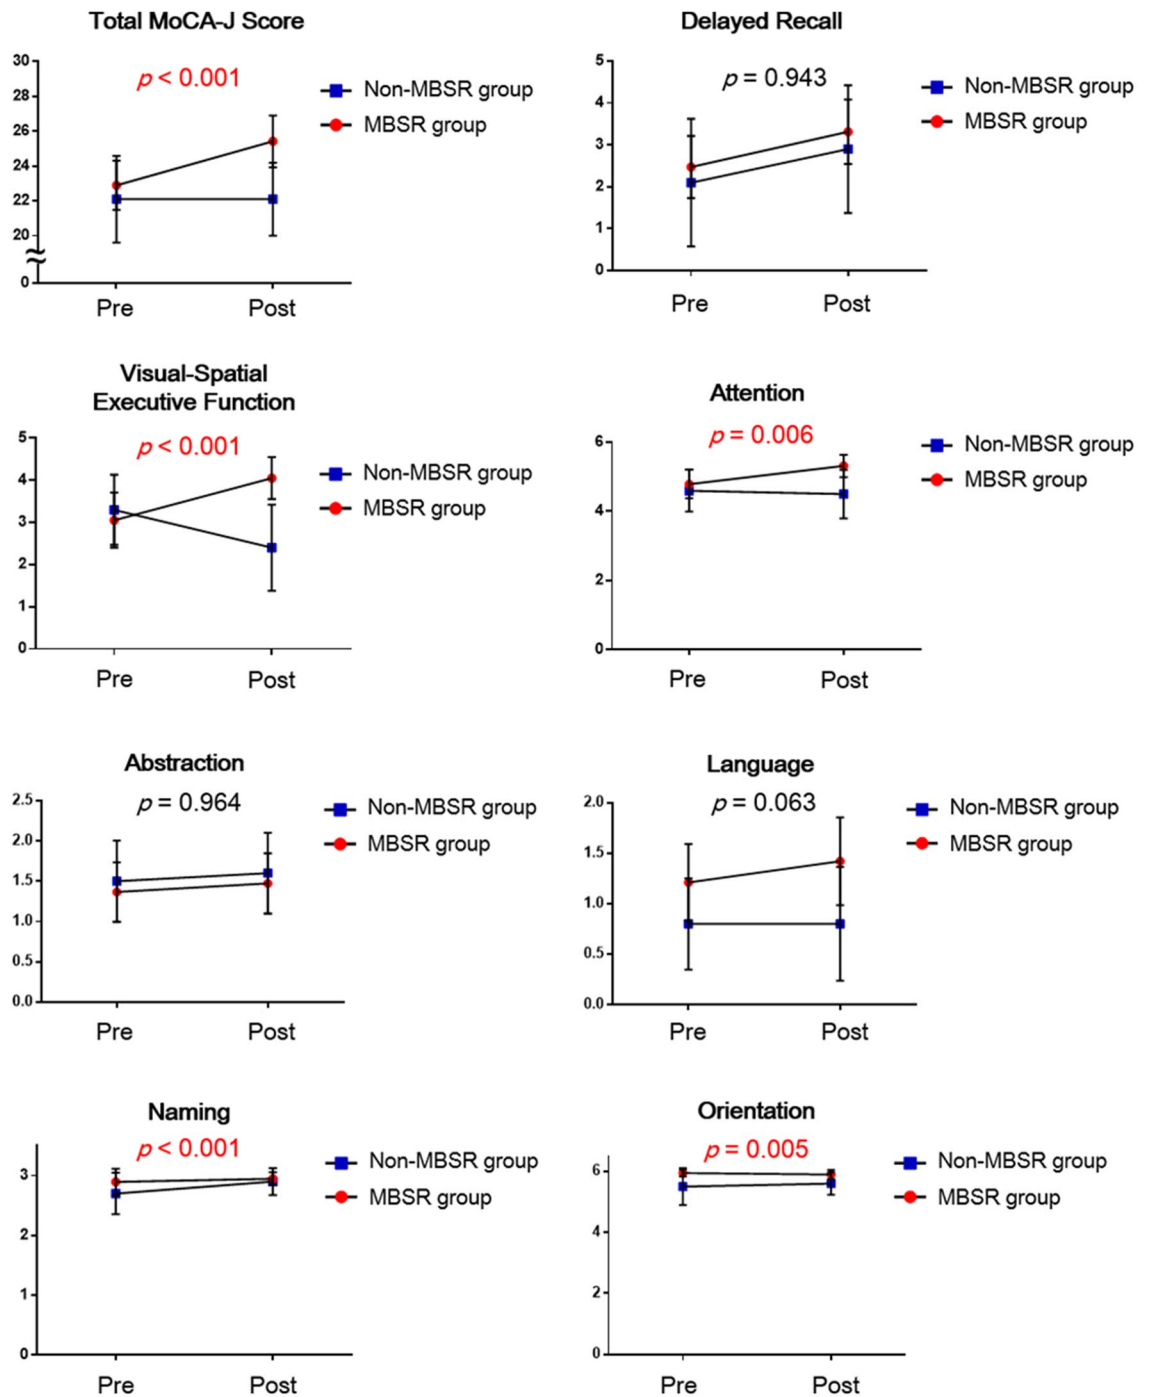 Total MoCA-J Score
p < 0.001
30
28
26
24
22
20
0
Pre
Post
Non-MBSR group
MBSR group
Delayed Recall
p = 0.943
5
4
3
2
1
0
Pre
Post
Non-MBSR group
MBSR group
Visual-Spatial
Executive Function
p < 0.001
5
4
3
2
1
0
Pre
Post
Non-MBSR group
MBSR group
Attention
p = 0.006
6
4
2
0
Pre
Post
Non-MBSR group
MBSR group
Abstraction
p = 0.964
2.5
2.0
1.5
1.0
0.5
0.0
Pre
Post
Non-MBSR group
MBSR group
Language
p = 0.063
2.0
1.5
1.0
0.5
0.0
Pre
Post
Non-MBSR group
MBSR group
Naming
p < 0.001
3
2
1
0
Pre
Post
Non-MBSR group
MBSR group
Orientation
p = 0.005
6
4
2
0
Pre
Post
Non-MBSR group
MBSR group